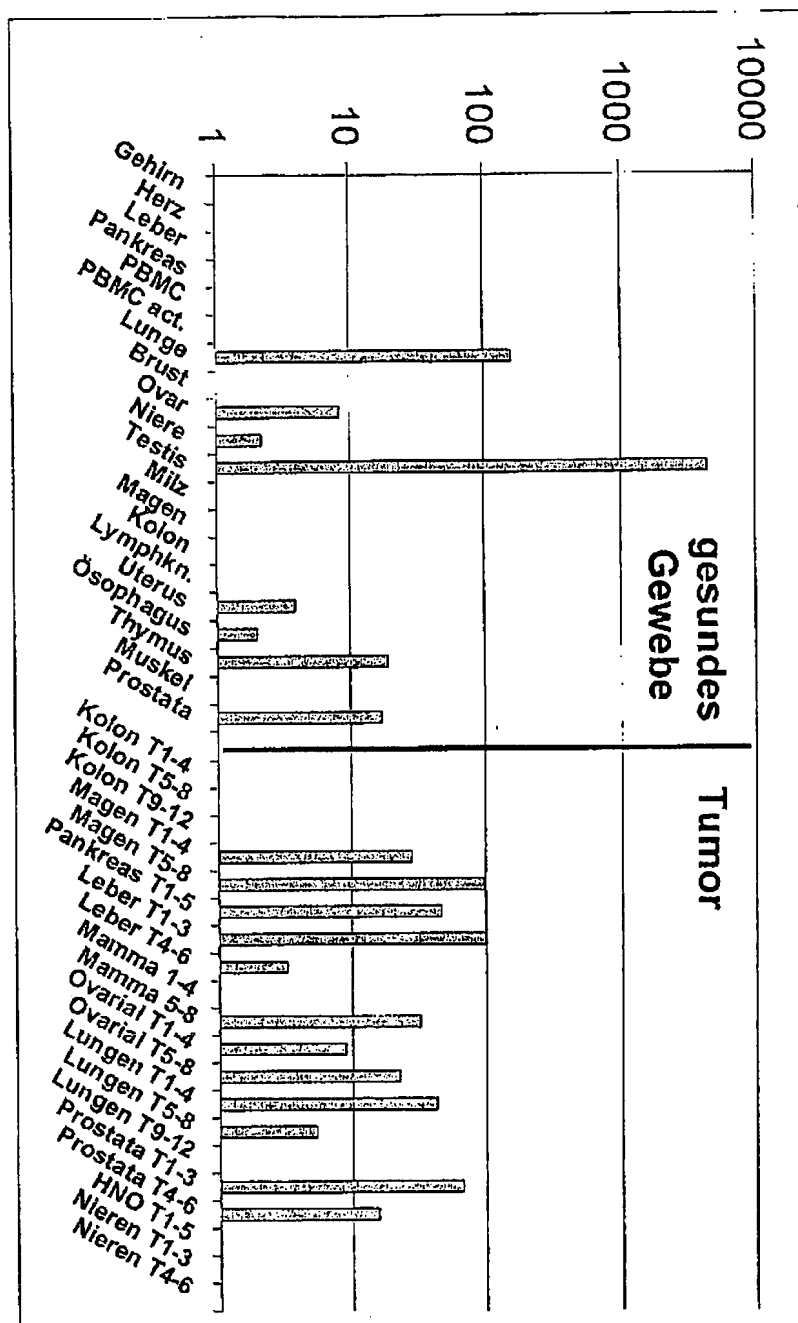 10000
1000
100
10
1
gesundes
Gewebe
Tumor
Gehirn
Herz
Leber
Pankreas
PBMC
PBMC act.
Lunge
Brust
Ovar
Niere
Testis
Milz
Magen
Kolon
Lymphkn.
Uterus
Ösophagus
Thymus
Muskel
Prostata
Kolon T1-4
Kolon T5-8
Kolon T9-12
Magen T1-4
Magen T5-8
Pankreas T1-5
Leber T1-3
Leber T4-6
Mamma 1-4
Mamma 5-8
Ovarial T1-4
Ovarial T5-8
Lungen T1-4
Lungen T5-8
Lungen T9-12
Prostata T1-3
Prostata T4-6
HNO T1-5
Nieren T1-3
Nieren T4-6